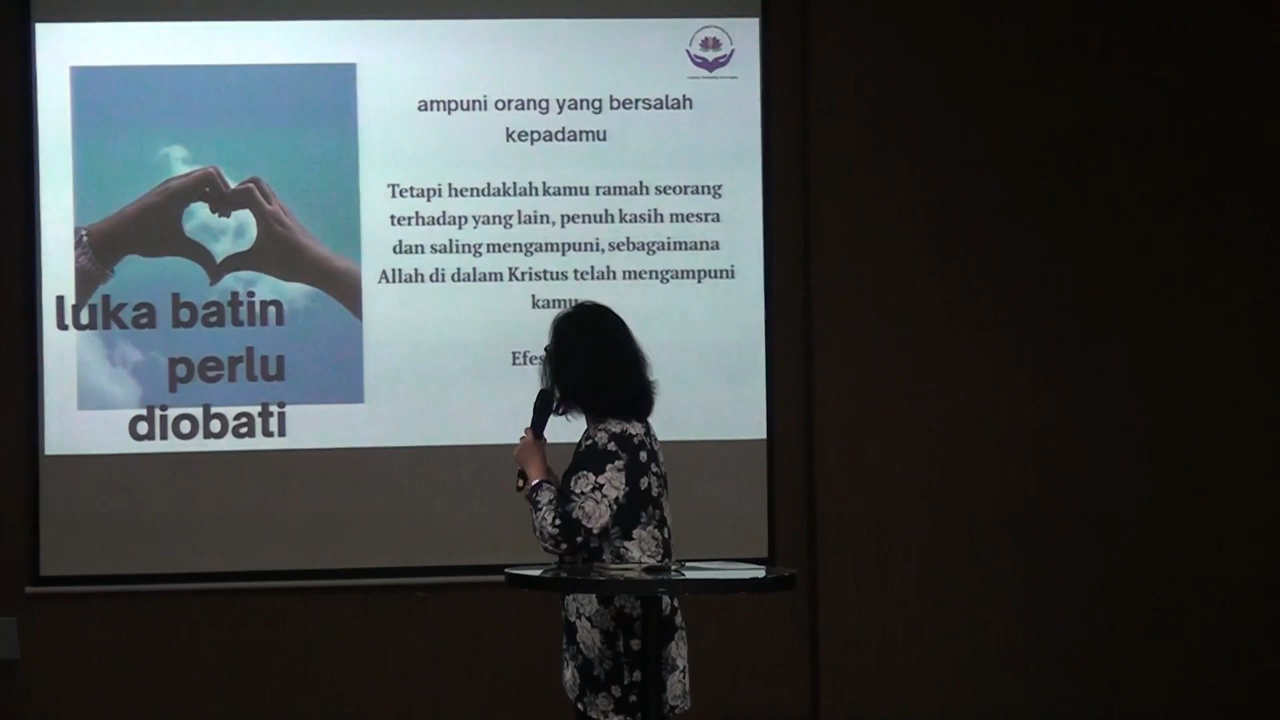 ampuni orang yang bersalah
kepadamu
Tetapi hendaklah kamu ramah seorang
terhadap yang lain, penuh kasih mesra
dan saling mengampuni, sebagaimana
Allah di dalam Kristus telah mengampuni
kamu
luka batin
perlu
diobati